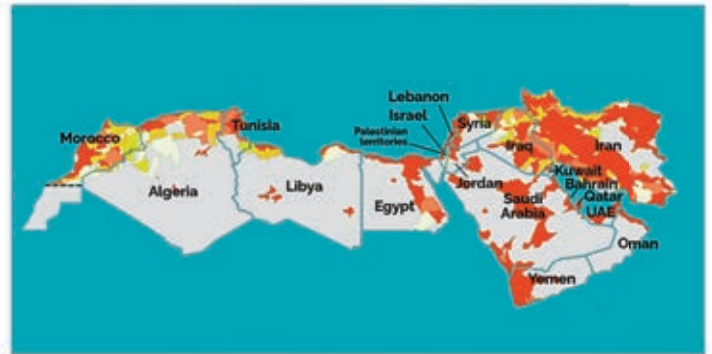 Lebanon
Israel
Palestinian
territories
Syria
Morocco
Tunisia
Iraq
Iran
Kuwait
Bahrain
Qatar
UAE
Jordan
Algeria
Libya
Egypt
Saudi
Arabia
Oman
Yemen